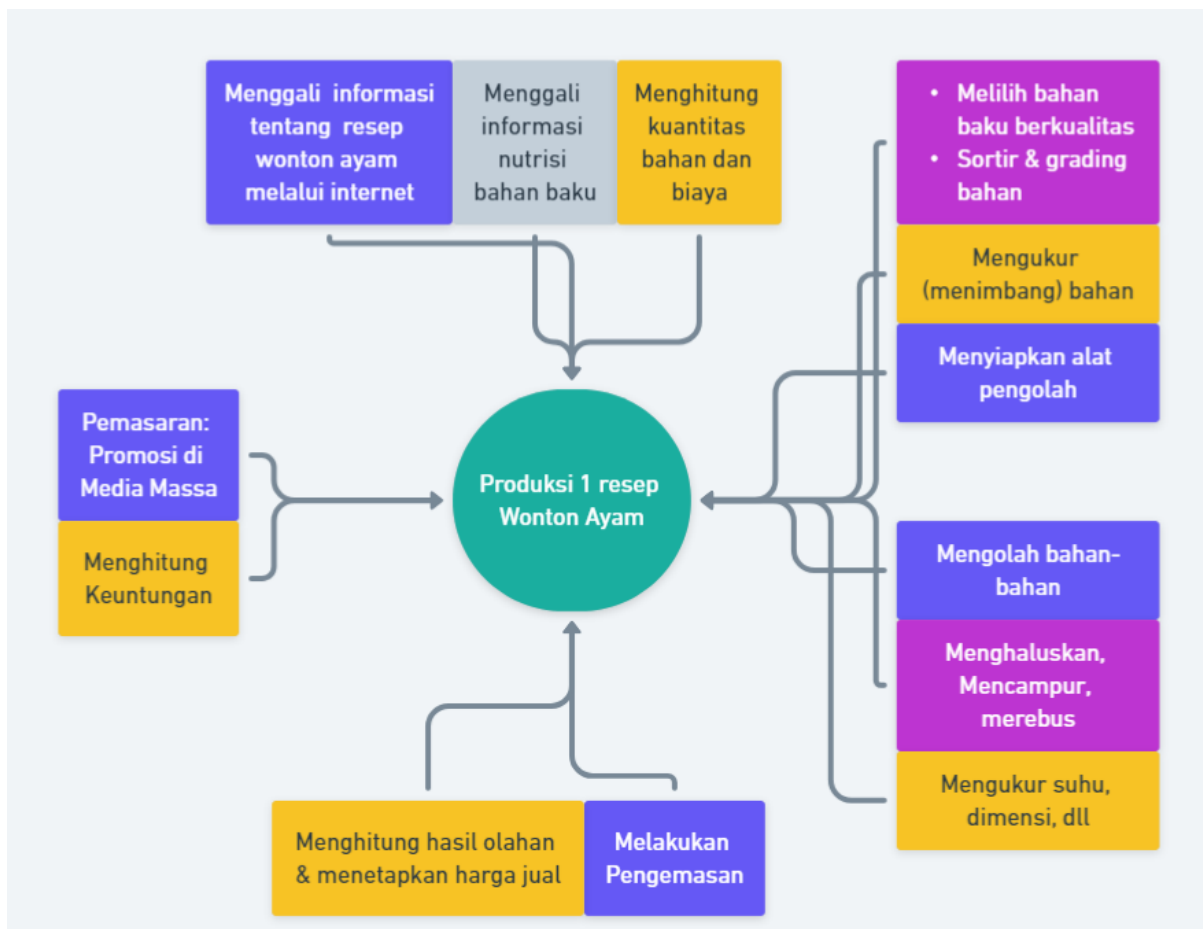 Menggali informasi
tentang resep
wonton ayam
melalui internet
Menggali
informasi
nutrisi
bahan baku
Menghitung
kuantitas
bahan dan
biaya
• Melilih bahan
baku berkualitas
• Sortir & grading
bahan
Mengukur
(menimbang) bahan
Menyiapkan alat
pengolah
Pemasaran:
Promosi di
Media Massa
Menghitung
Keuntungan
Produksi 1 resep
Wonton Ayam
Mengolah bahan-
bahan
Menghaluskan,
Mencampur,
merebus
Mengukur suhu,
dimensi, dll
Menghitung hasil olahan
& menetapkan harga jual
Melakukan
Pengemasan